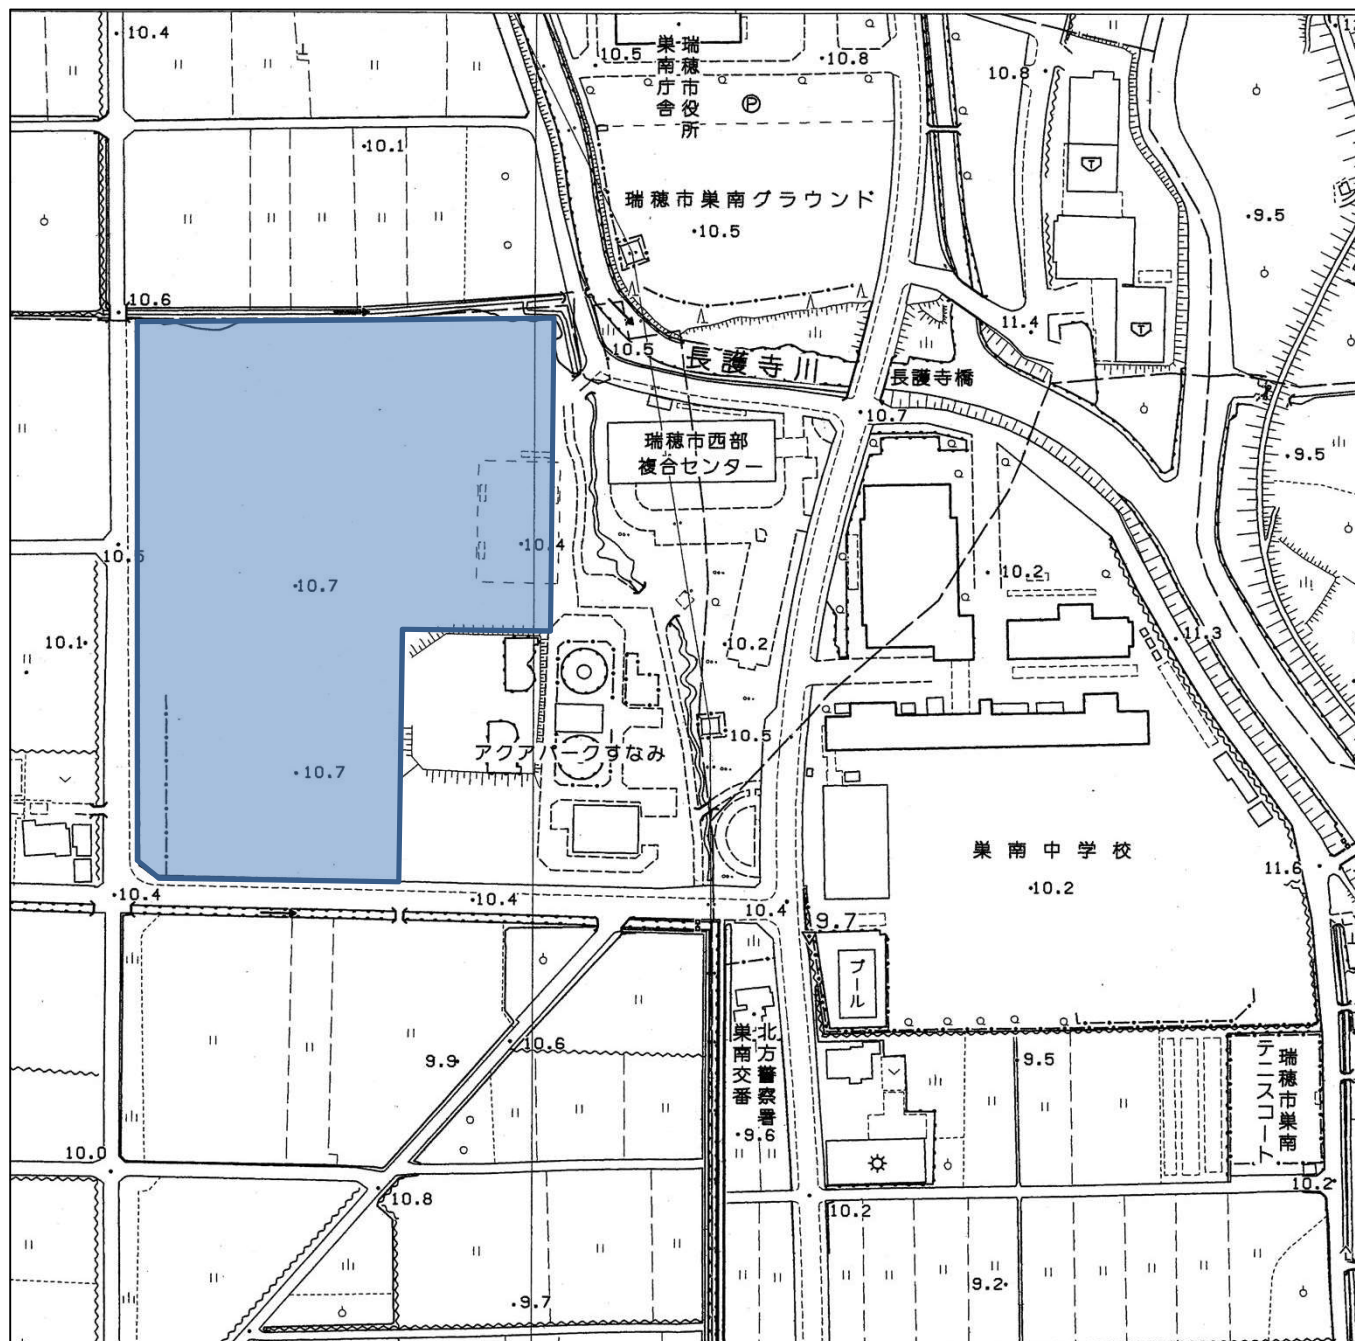 10.4
瑞穂市役所
巣南庁舎
10.5
10.8
10.8
P
10.1
T
瑞穂市巣南グラウンド
10.5
9.5
10.6
11.4
T
10.5
長護寺川
長護寺橋
10.7
瑞穂市西部
複合センター
9.5
10.4
10.7
10.2
10.1
10.2
11.3
10.5
アクアパークすなみ
10.7
巣南中学校
10.2
11.6
10.4
10.4
10.4
9.7
プール
北方警察署
巣南交番
10.6
9.9
9.5
瑞穂市巣南
テニスコート
9.6
10.0
10.8
10.2
10.2
9.2
9.7